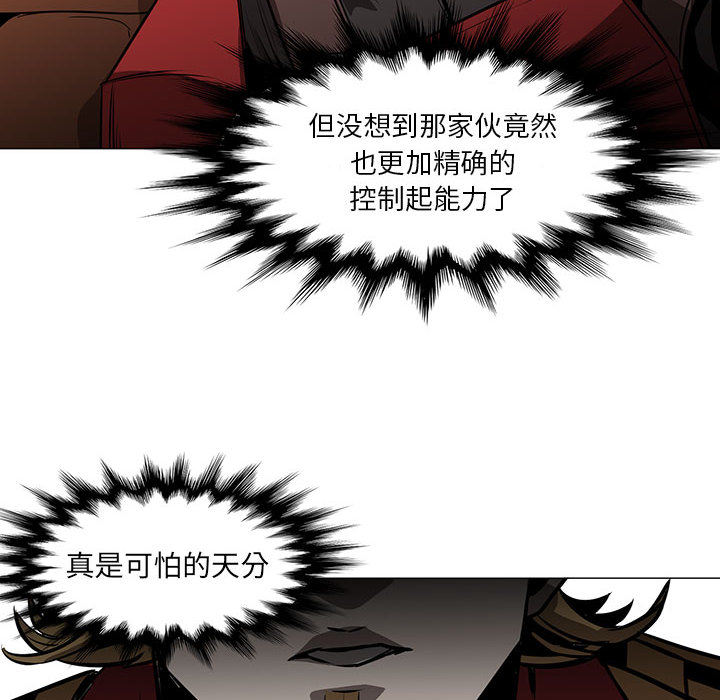 但没想到那家伙竟然
也更加精确的
控制起能力了
真是可怕的天分